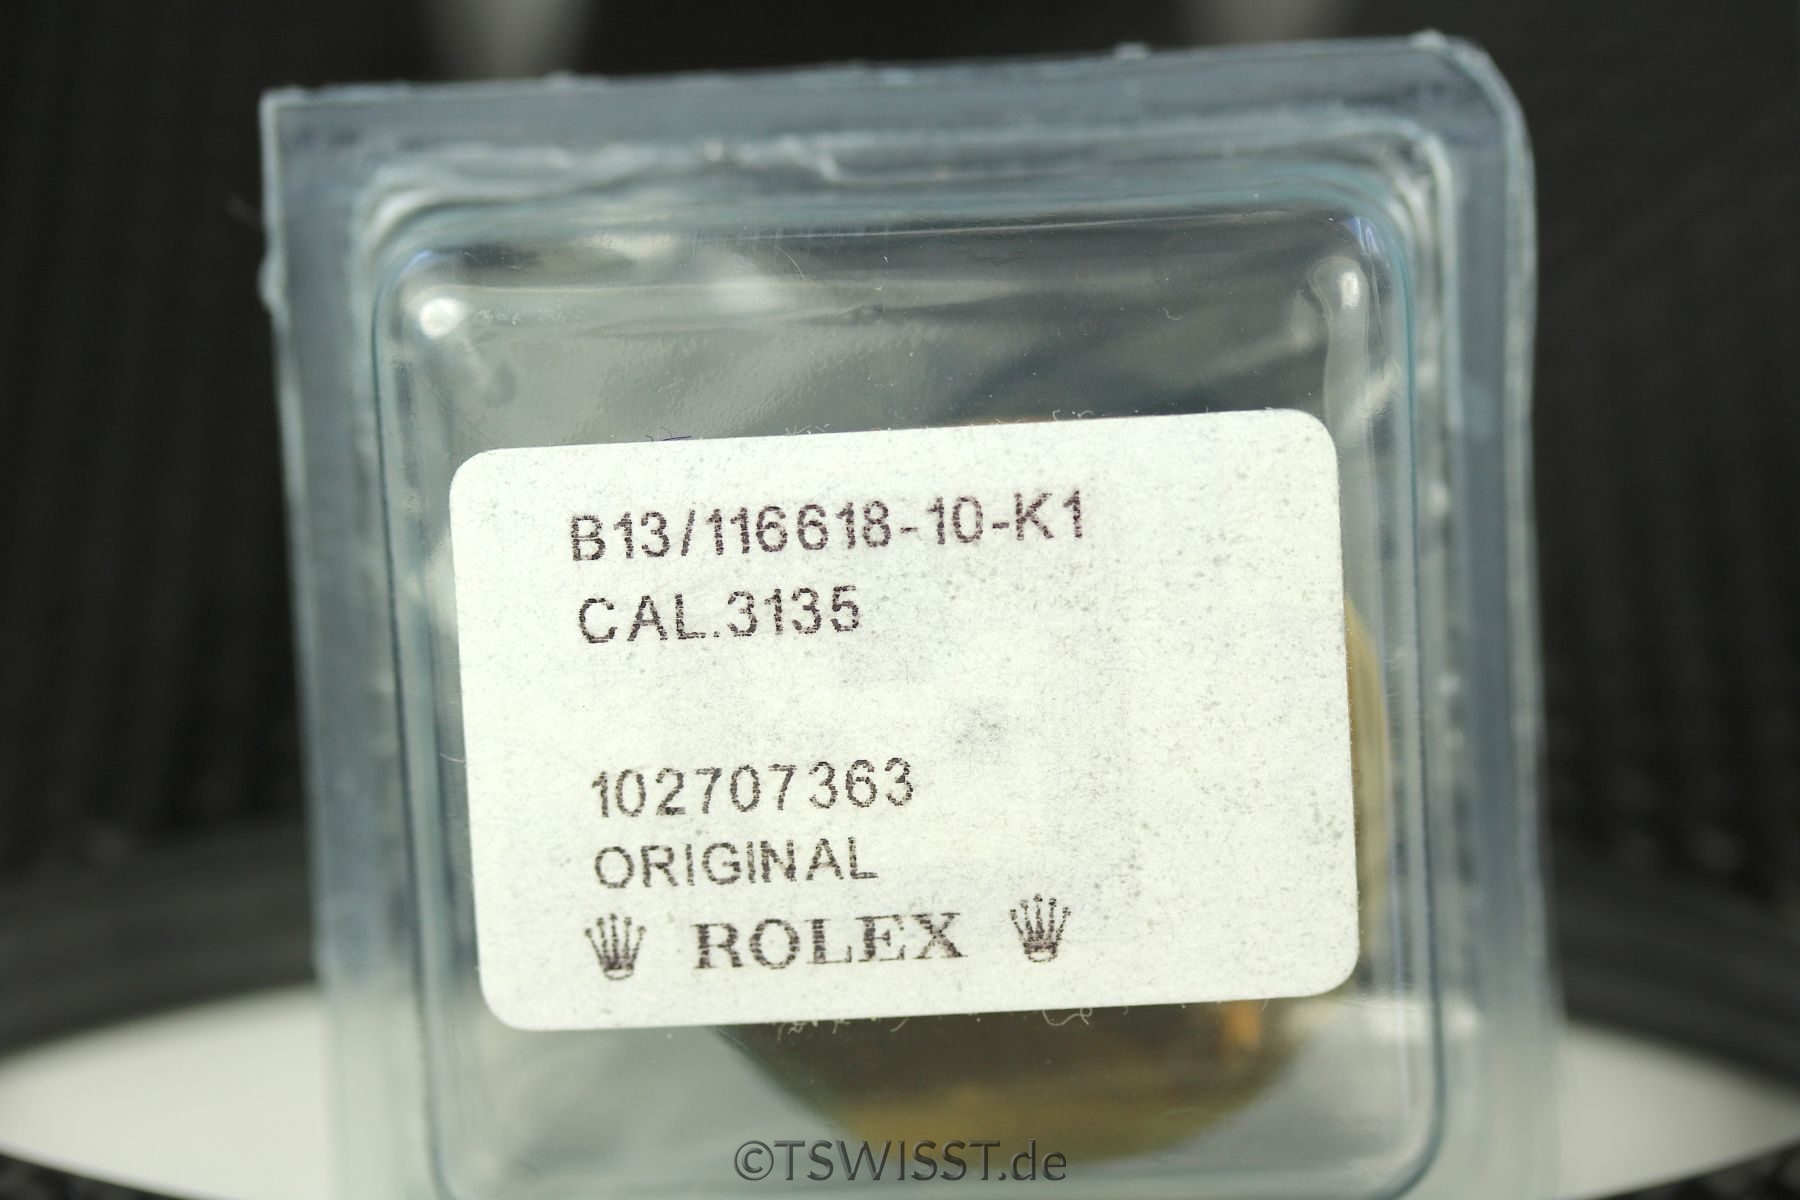 B13/116618-10-K1
CAL.3135
102707363
ORIGINAL
ROLEX
©TSWISST.de